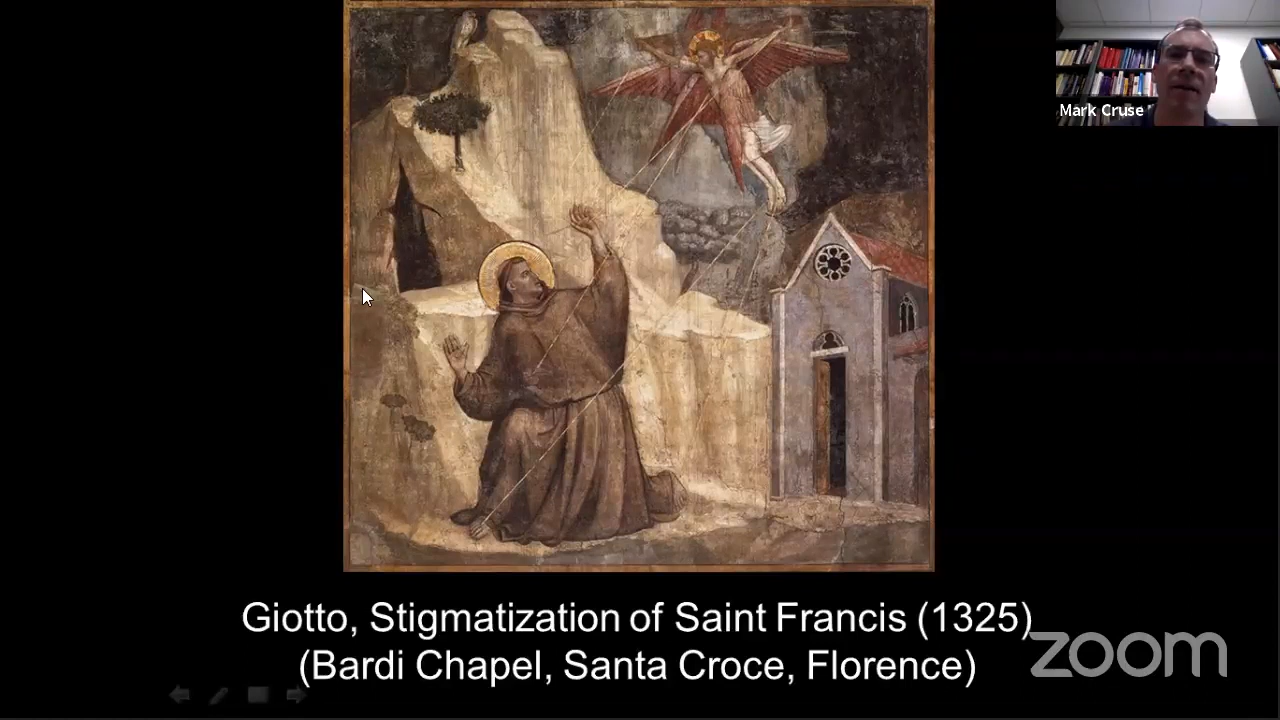 Mark Cruse
Giotto, Stigmatization of Saint Francis (1325)
(Bardi Chapel, Santa Croce, Florence)
zoom